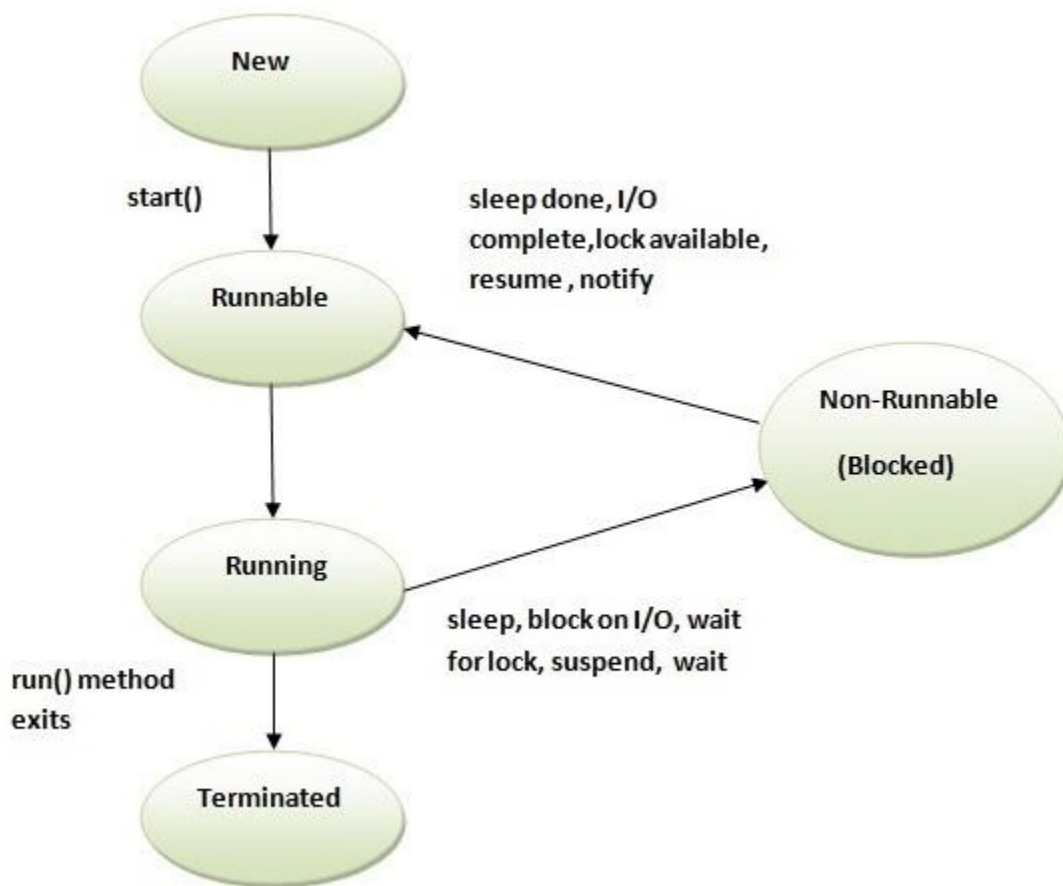 New
start()
sleep done, I/O
complete,lock available,
resume , notify
Runnable
Non-Runnable
(Blocked)
Running
sleep, block on I/O, wait
for lock, suspend, wait
run() method
exits
Terminated